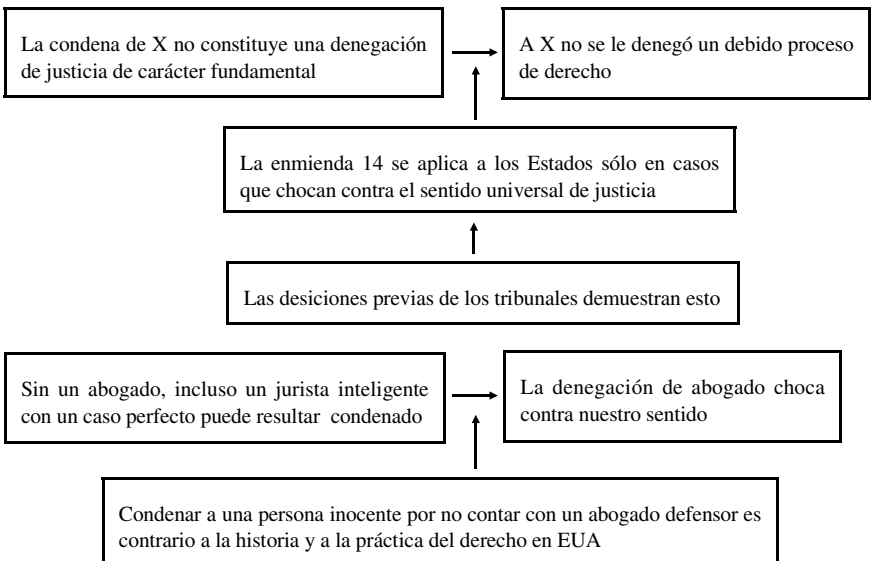 La condena de X no constituye una denegación
de justicia de carácter fundamental
A X no se le denegó un debido proceso
de derecho
La enmienda 14 se aplica a los Estados sólo en casos
que chocan contra el sentido universal de justicia
Las desiciones previas de los tribunales demuestran esto
Sin un abogado, incluso un jurista inteligente
con un caso perfecto puede resultar condenado
La denegación de abogado choca
contra nuestro sentido
Condenar a una persona inocente por no contar con un abogado defensor es
contrario a la historia y a la práctica del derecho en EUA